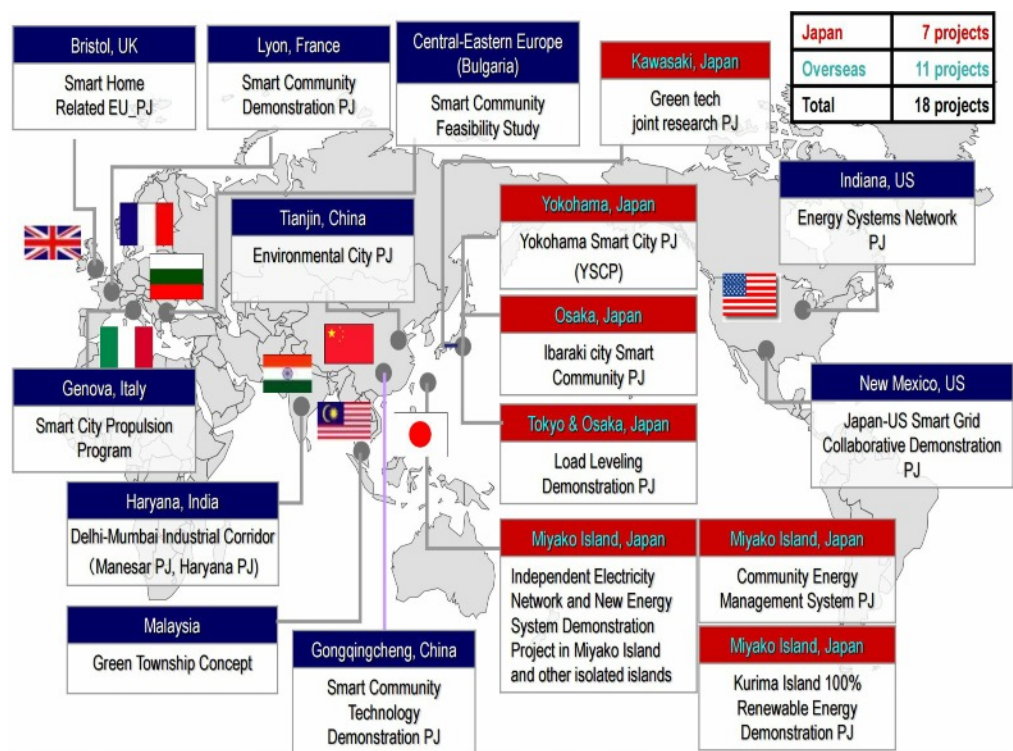 Bristol, UK
Smart Home
Related EU_PJ
Lyon, France
Smart Community
Demonstration PJ
Central-Eastern Europe
(Bulgaria)
Smart Community
Feasibility Study
Kawasaki, Japan
Green tech
joint research PJ
Japan 7 projects
Overseas 11 projects
Total 18 projects
Tianjin, China
Environmental City PJ
Yokohama, Japan
Yokohama Smart City PJ
(YSCP)
Indiana, US
Energy Systems Network
PJ
Osaka, Japan
Ibaraki city Smart
Community PJ
Genova, Italy
Smart City Propulsion
Program
Tokyo & Osaka, Japan
Load Leveling
Demonstration PJ
New Mexico, US
Japan-US Smart Grid
Collaborative Demonstration
PJ
Haryana, India
Delhi-Mumbai Industrial Corridor
(Manesar PJ, Haryana PJ)
Malaysia
Green Township Concept
Gongqingcheng, China
Smart Community
Technology
Demonstration PJ
Miyako Island, Japan
Independent Electricity
Network and New Energy
System Demonstration
Project in Miyako Island
and other isolated islands
Miyako Island, Japan
Community Energy
Management System PJ
Miyako Island, Japan
Kurima Island 100%
Renewable Energy
Demonstration PJ